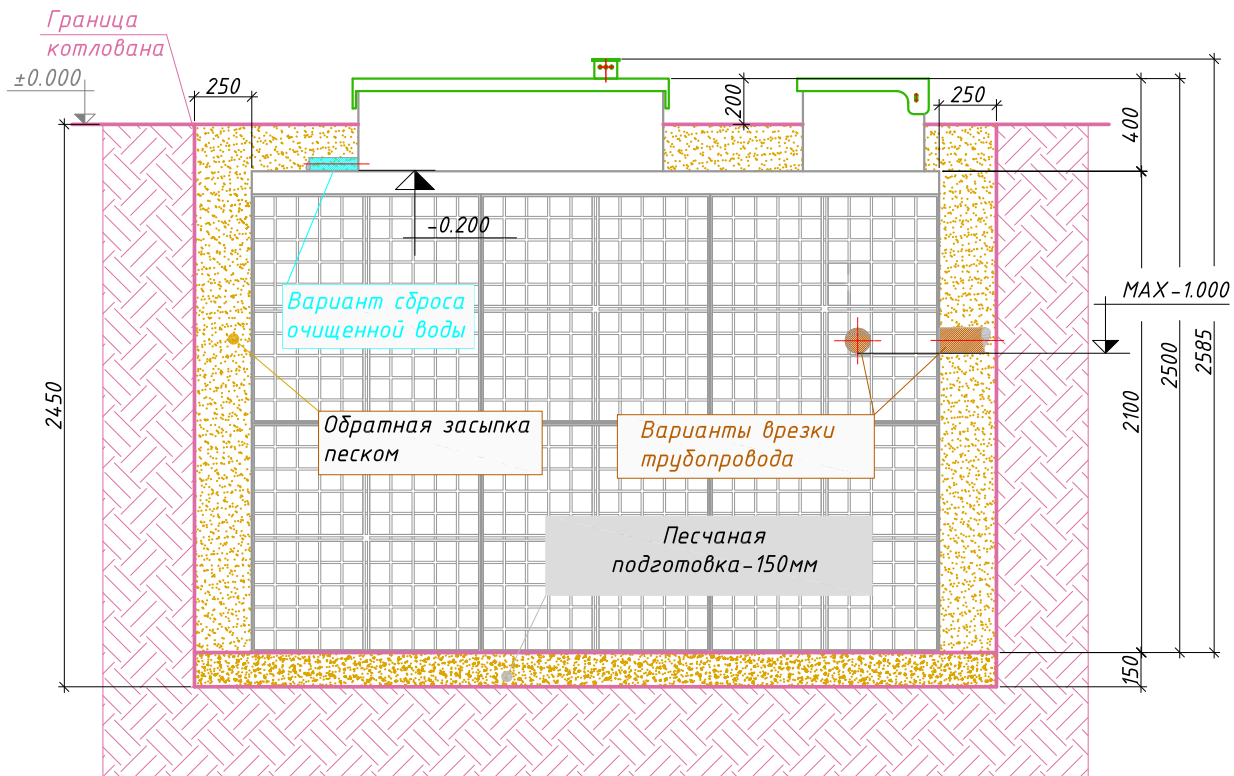 Граница
котлована
±0.000
250
200
250
400
-0.200
MAX-1.000
Вариант сброса
очищенной воды
2450
2100
2500
2585
Обратная засыпка
песком
Варианты врезки
трубопровода
Песчаная
подготовка-150мм
150